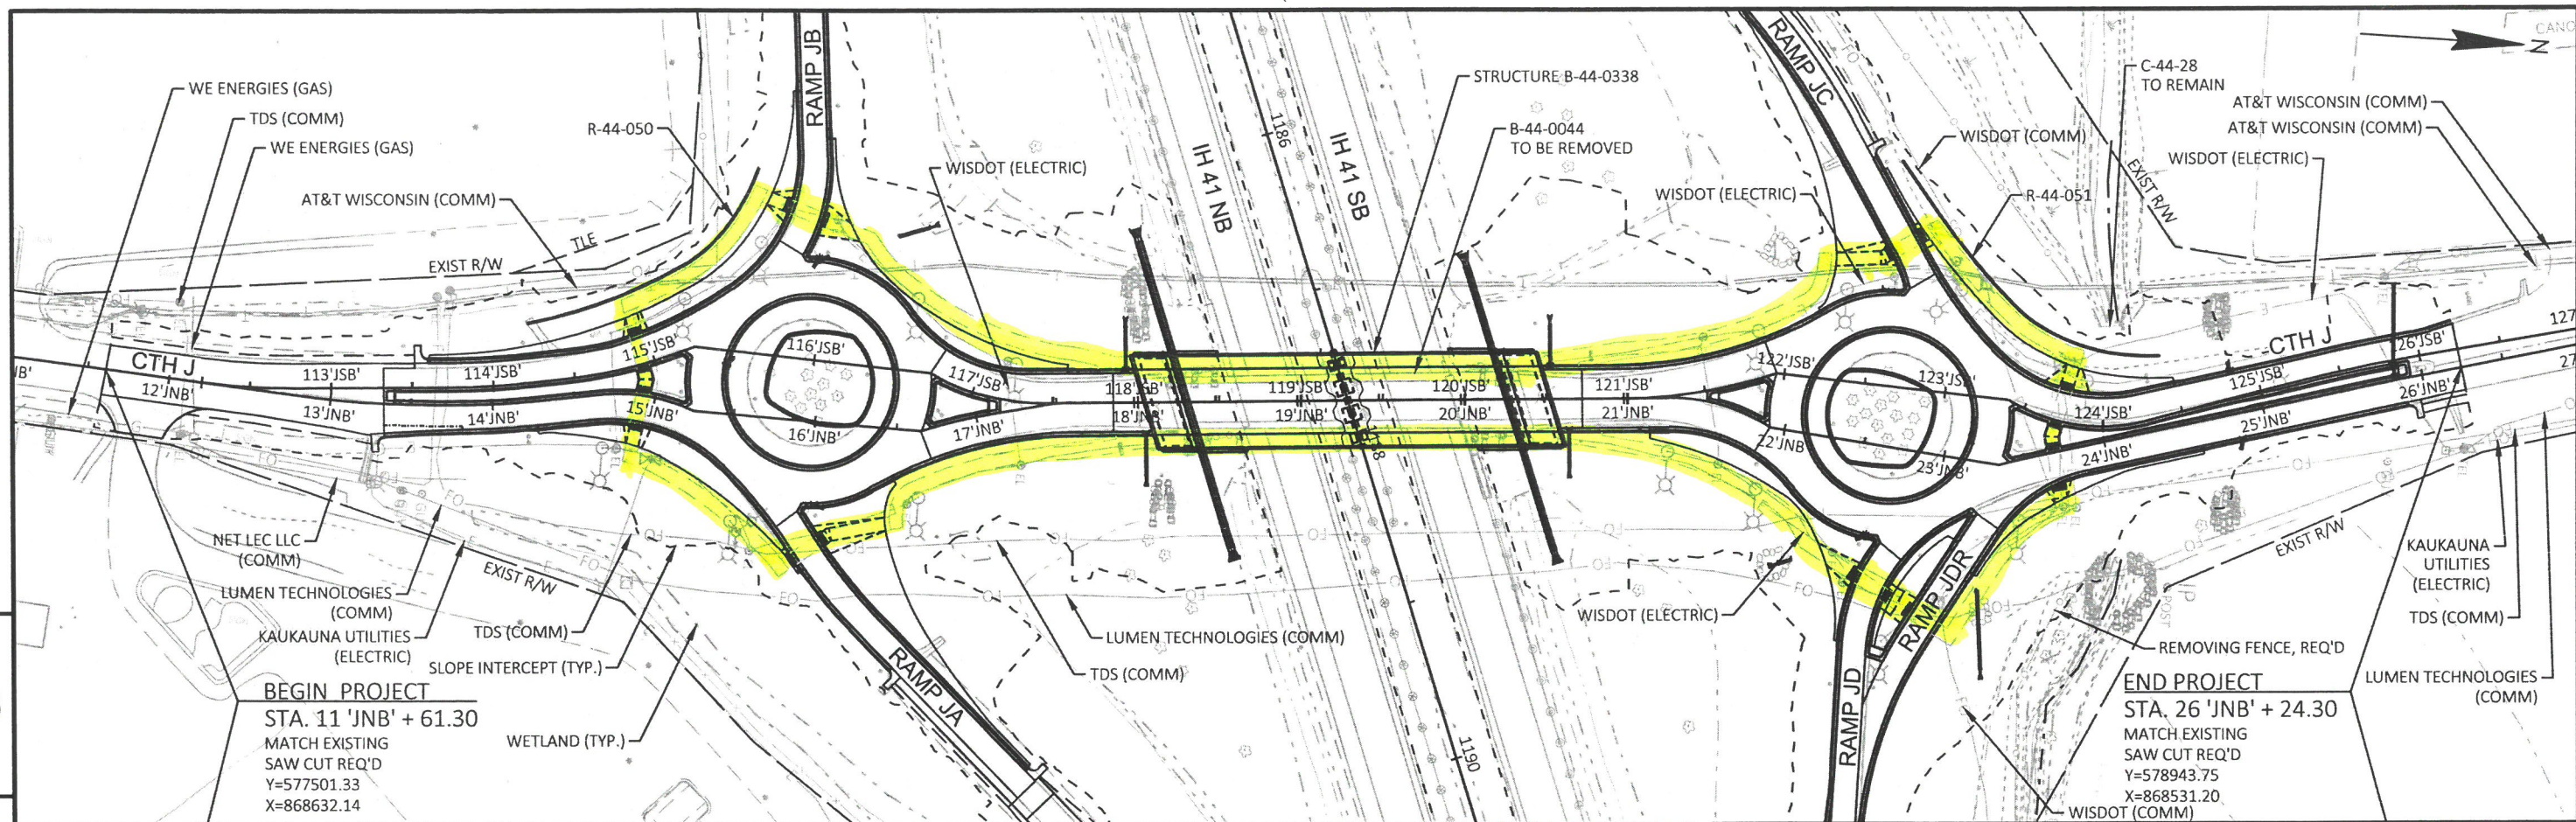 WE ENERGIES (GAS)
TDS (COMM)
WE ENERGIES (GAS)
AT&T WISCONSIN (COMM)
R-44-050
TLE
EXIST R/W
RAMP JB
WISDOT (ELECTRIC)
IH 41 NB
1186
IH 41 SB
STRUCTURE B-44-0338
B-44-0044
TO BE REMOVED
RAMP JC
WISDOT (ELECTRIC)
WISDOT (COMM)
R-44-051
C-44-28
TO REMAIN
EXIST R/W
AT&T WISCONSIN (COMM)
AT&T WISCONSIN (COMM)
WISDOT (ELECTRIC)
N
CTH J
12'JNB'
113'JSB'
13'JNB'
114'JSB'
14'JNB'
115'JSB'
15'JNB'
116'JSB'
16'JNB'
117'JSB'
17'JNB'
118'JSB'
18'JNB'
119'JSB'
19'JNB'
120'JSB'
20'JNB'
121'JSB'
21'JNB'
122'JSB'
22'JNB'
123'JSB'
23'JNB'
124'JSB'
24'JNB'
125'JSB'
25'JNB'
CTH J
126'JSB'
26'JNB'
127
27
NET LEC LLC
(COMM)
LUMEN TECHNOLOGIES
(COMM)
KAUKAUNA UTILITIES
(ELECTRIC)
EXIST R/W
TDS (COMM)
SLOPE INTERCEPT (TYP.)
WETLAND (TYP.)
BEGIN PROJECT
STA. 11 'JNB' + 61.30
MATCH EXISTING
SAW CUT REQ'D
Y=577501.33
X=868632.14
RAMP JA
LUMEN TECHNOLOGIES (COMM)
TDS (COMM)
1190
WISDOT (ELECTRIC)
RAMP JD
RAMP JDR
REMOVING FENCE, REQ'D
EXIST R/W
KAUKAUNA
UTILITIES
(ELECTRIC)
TDS (COMM)
LUMEN TECHNOLOGIES
(COMM)
END PROJECT
STA. 26 'JNB' + 24.30
MATCH EXISTING
SAW CUT REQ'D
Y=578943.75
X=868531.20
WISDOT (COMM)